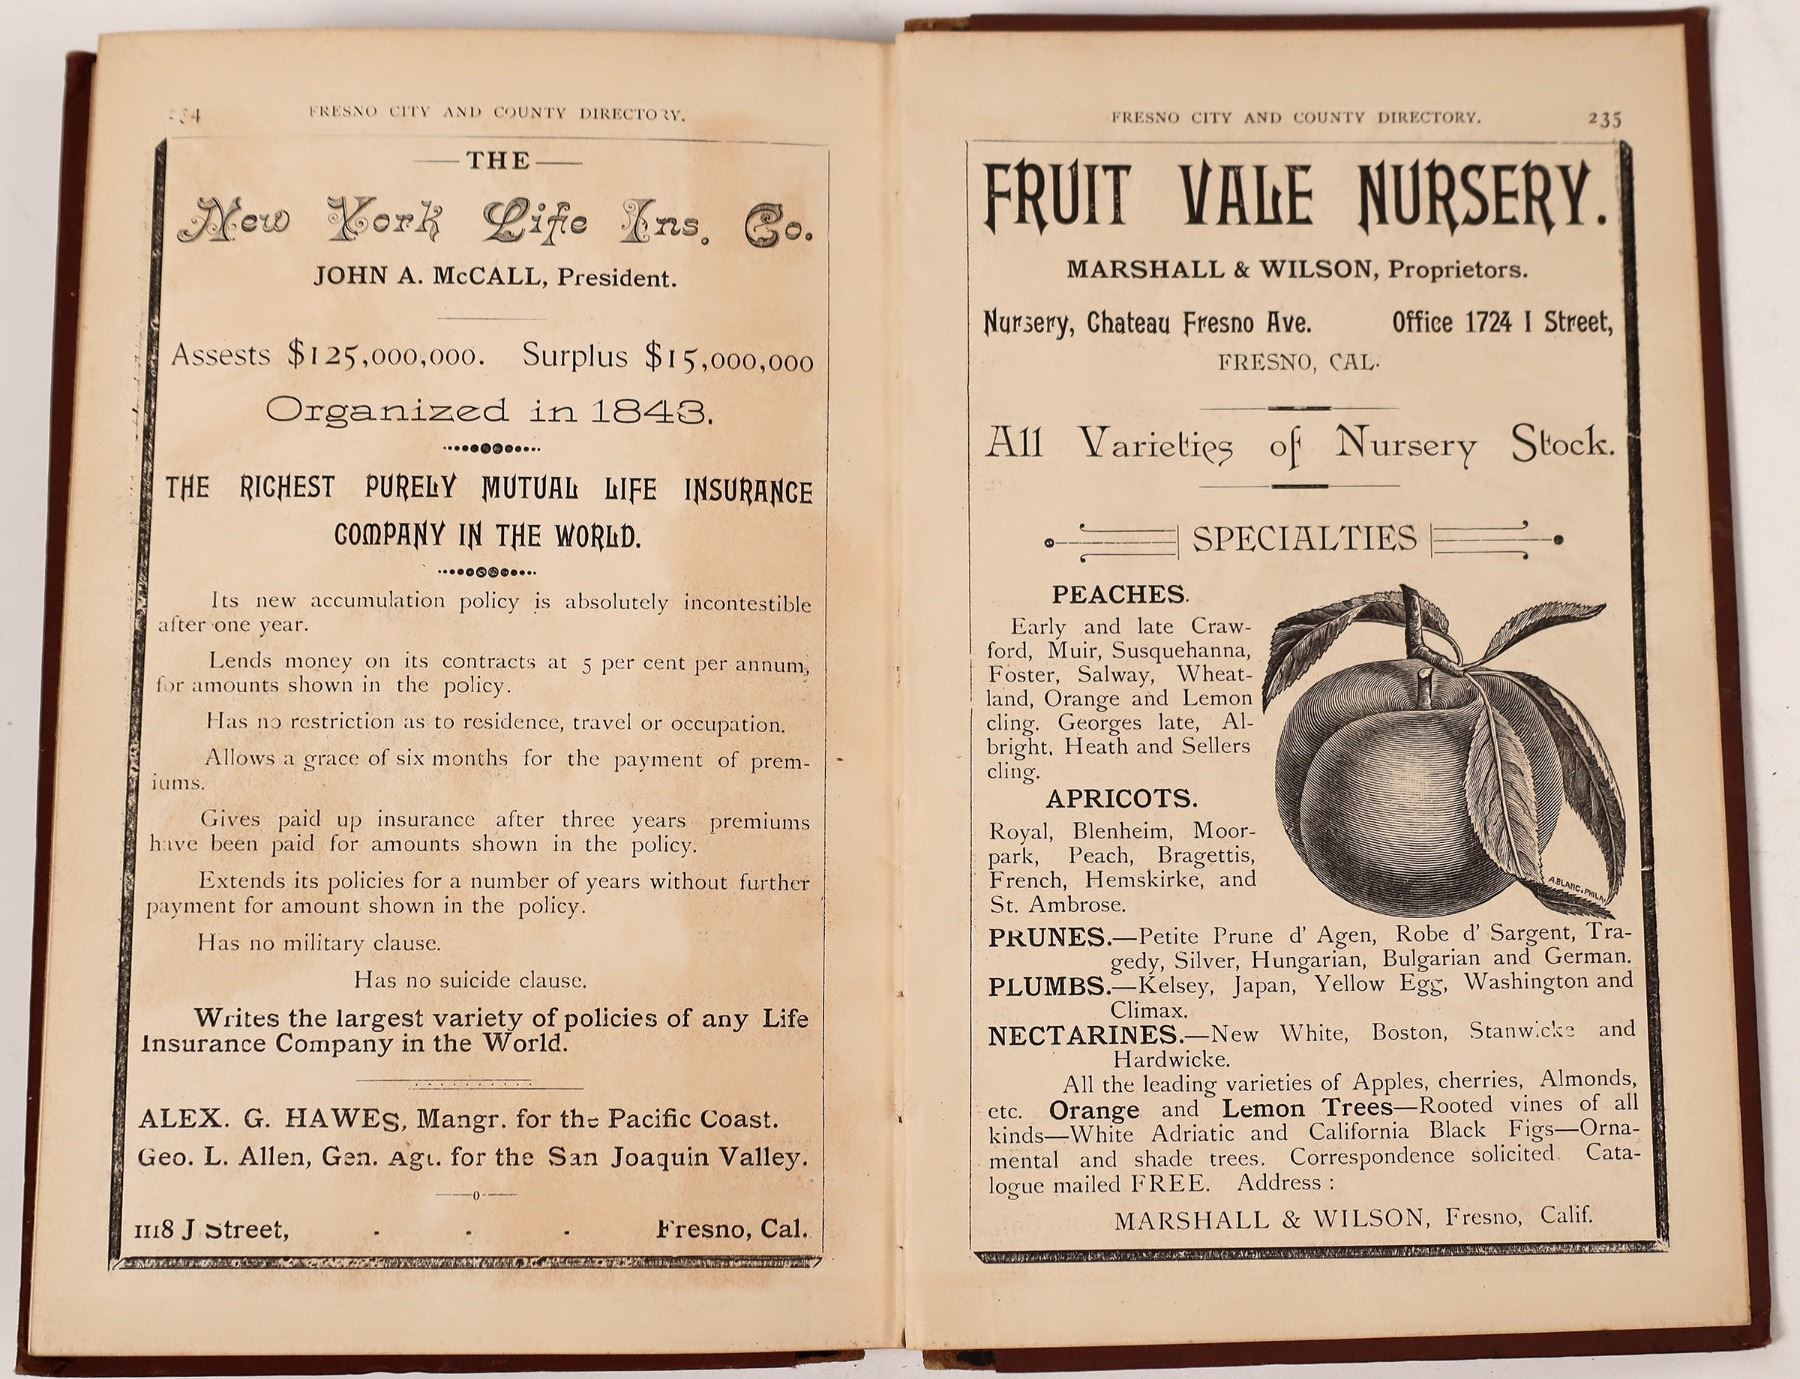 234 FRESNO CITY AND COUNTY DIRECTORY.
THE
New York Life Ins. Co.
JOHN A. McCALL, President.
Assests $125,000,000. Surplus $15,000,000
Organized in 1843.
THE RICHEST PURELY MUTUAL LIFE INSURANCE
COMPANY IN THE WORLD.
Its new accumulation policy is absolutely incontestible
after one year.
Lends money on its contracts at 5 per cent per annum,
for amounts shown in the policy.
Has no restriction as to residence, travel or occupation.
Allows a grace of six months for the payment of prem-
iums.
Gives paid up insurance after three years premiums
have been paid for amounts shown in the policy.
Extends its policies for a number of years without further
payment for amount shown in the policy.
Has no military clause.
Has no suicide clause.
Writes the largest variety of policies of any Life
Insurance Company in the World.
ALEX. G. HAWES, Mangr. for the Pacific Coast.
Geo. L. Allen, Gen. Agt. for the San Joaquin Valley.
—0—
1118 J Street, - - - Fresno, Cal.
FRESNO CITY AND COUNTY DIRECTORY. 235
FRUIT VALE NURSERY.
MARSHALL & WILSON, Proprietors.
Nursery, Chateau Fresno Ave. Office 1724 I Street,
FRESNO, CAL.
All Varieties of Nursery Stock.
SPECIALTIES
PEACHES.
Early and late Craw-
ford, Muir, Susquehanna,
Foster, Salway, Wheat-
land, Orange and Lemon
cling. Georges late, Al-
bright, Heath and Sellers
cling.
APRICOTS.
Royal, Blenheim, Moor-
park, Peach, Bragettis,
French, Hemskirke, and
St. Ambrose.
A.BLANC, PHILA.
PRUNES.—Petite Prune d' Agen, Robe d' Sargent, Tra-
gedy, Silver, Hungarian, Bulgarian and German.
PLUMBS.—Kelsey, Japan, Yellow Egg, Washington and
Climax.
NECTARINES.—New White, Boston, Stanwicke and
Hardwicke.
All the leading varieties of Apples, cherries, Almonds,
etc. Orange and Lemon Trees—Rooted vines of all
kinds—White Adriatic and California Black Figs—Orna-
mental and shade trees. Correspondence solicited. Cata-
logue mailed FREE. Address :
MARSHALL & WILSON, Fresno, Calif.